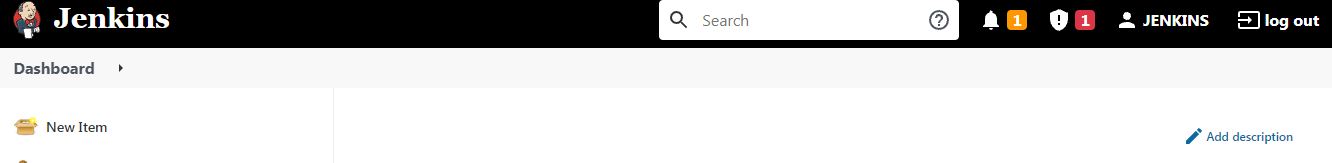 Jenkins
Search
1
1
JENKINS
log out
Dashboard
New Item
Add description